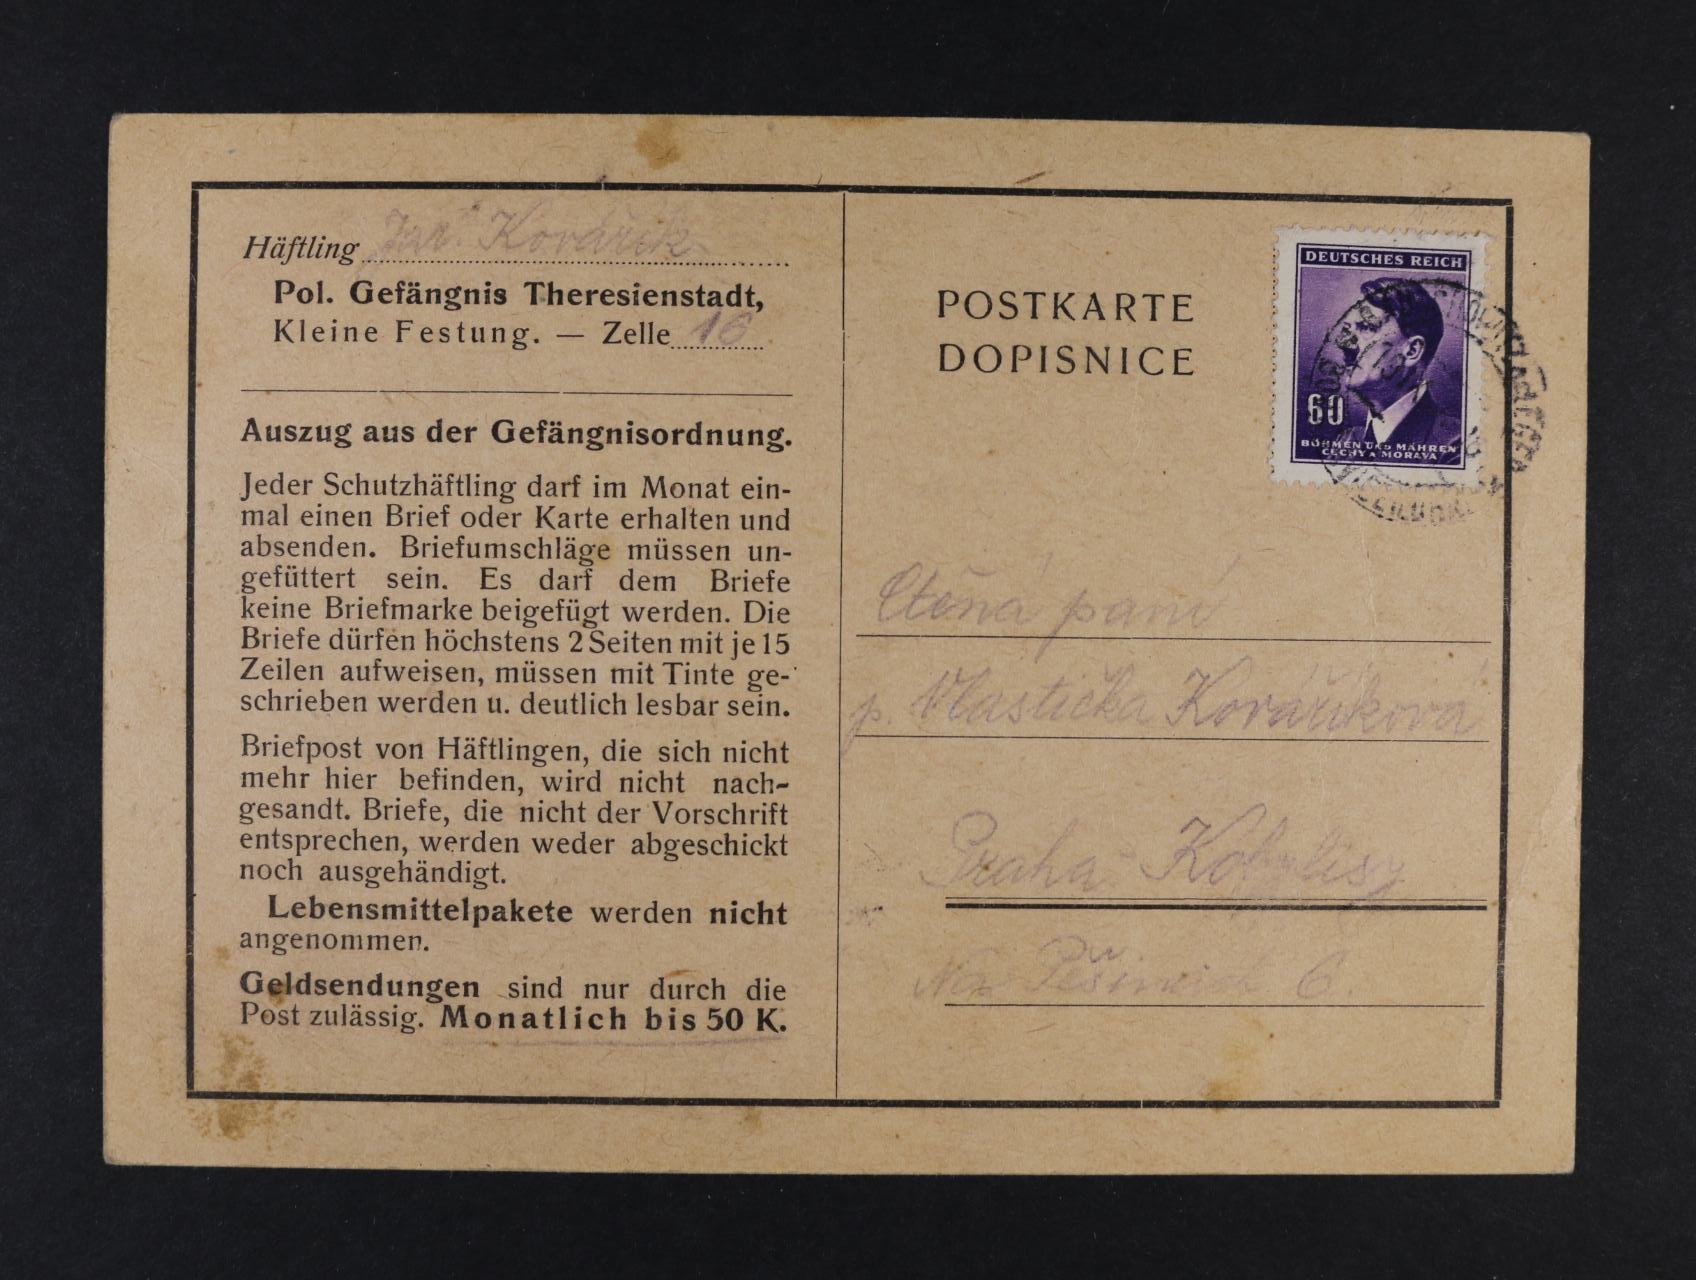 Häftling Jar. Kovářík
Pol. Gefängnis Theresienstadt,
Kleine Festung. — Zelle 16
Auszug aus der Gefängnisordnung.
Jeder Schutzhäftling darf im Monat ein-
mal einen Brief oder Karte erhalten und
absenden. Briefumschläge müssen un-
gefüttert sein. Es darf dem Briefe
keine Briefmarke beigefügt werden. Die
Briefe dürfen höchstens 2 Seiten mit je 15
Zeilen aufweisen, müssen mit Tinte ge-
schrieben werden u. deutlich lesbar sein.
Briefpost von Häftlingen, die sich nicht
mehr hier befinden, wird nicht nach-
gesandt. Briefe, die nicht der Vorschrift
entsprechen, werden weder abgeschickt
noch ausgehändigt.
Lebensmittelpakete werden nicht
angenommen.
Geldsendungen sind nur durch die
Post zulässig. Monatlich bis 50 K.
POSTKARTE
DOPISNICE
DEUTSCHES REICH
60
BÖHMEN UND MÄHREN
ČECHY A MORAVA
Ctěná paní
p. Vlastička Kováříková
Praha - Kobylisy
6.